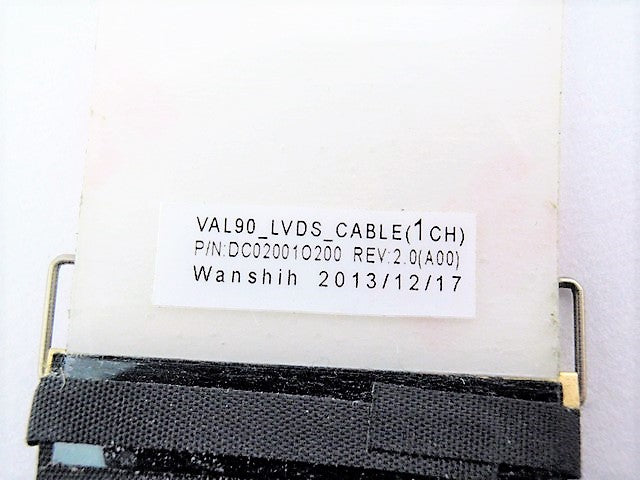 VAL90_LVDS_CABLE(1CH)
P/N:DC02001O200 REV:2.0(A00)
Wanshih 2013/12/17